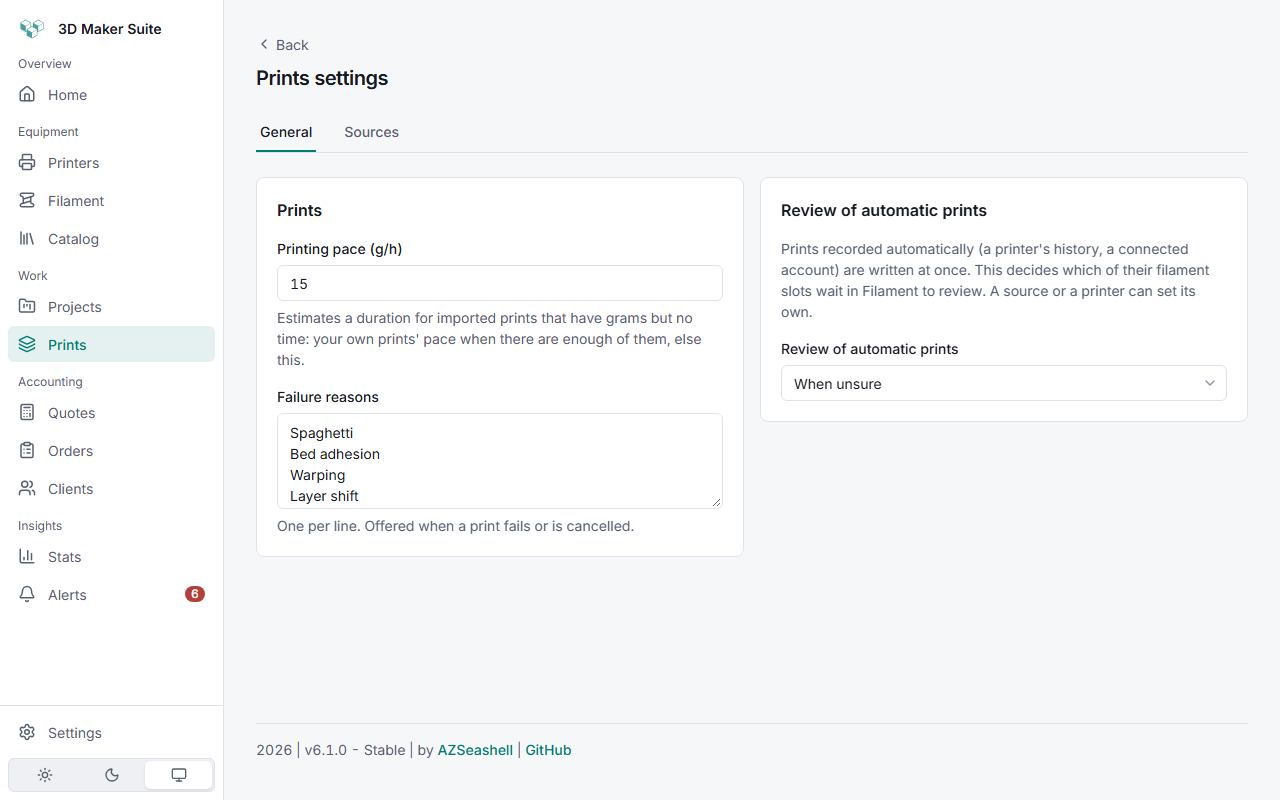 3D Maker Suite
Overview
Home
Equipment
Printers
Filament
Catalog
Work
Projects
Prints
Accounting
Quotes
Orders
Clients
Insights
Stats
Alerts
6
Settings
Back
Prints settings
General
Sources
Prints
Printing pace (g/h)
15
Estimates a duration for imported prints that have grams but no
time: your own prints' pace when there are enough of them, else
this.
Failure reasons
Spaghetti
Bed adhesion
Warping
Layer shift
One per line. Offered when a print fails or is cancelled.
Review of automatic prints
Prints recorded automatically (a printer's history, a connected
account) are written at once. This decides which of their filament
slots wait in Filament to review. A source or a printer can set its
own.
Review of automatic prints
When unsure
2026 | v6.1.0 - Stable | by AZSeashell | GitHub